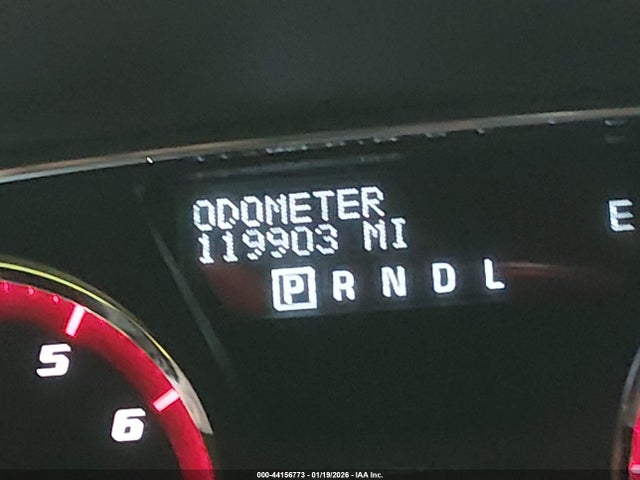 ODOMETER
119903 MI
P R N D L
E
5
6
000-44156773 - 01/19/2026 - IAA Inc.